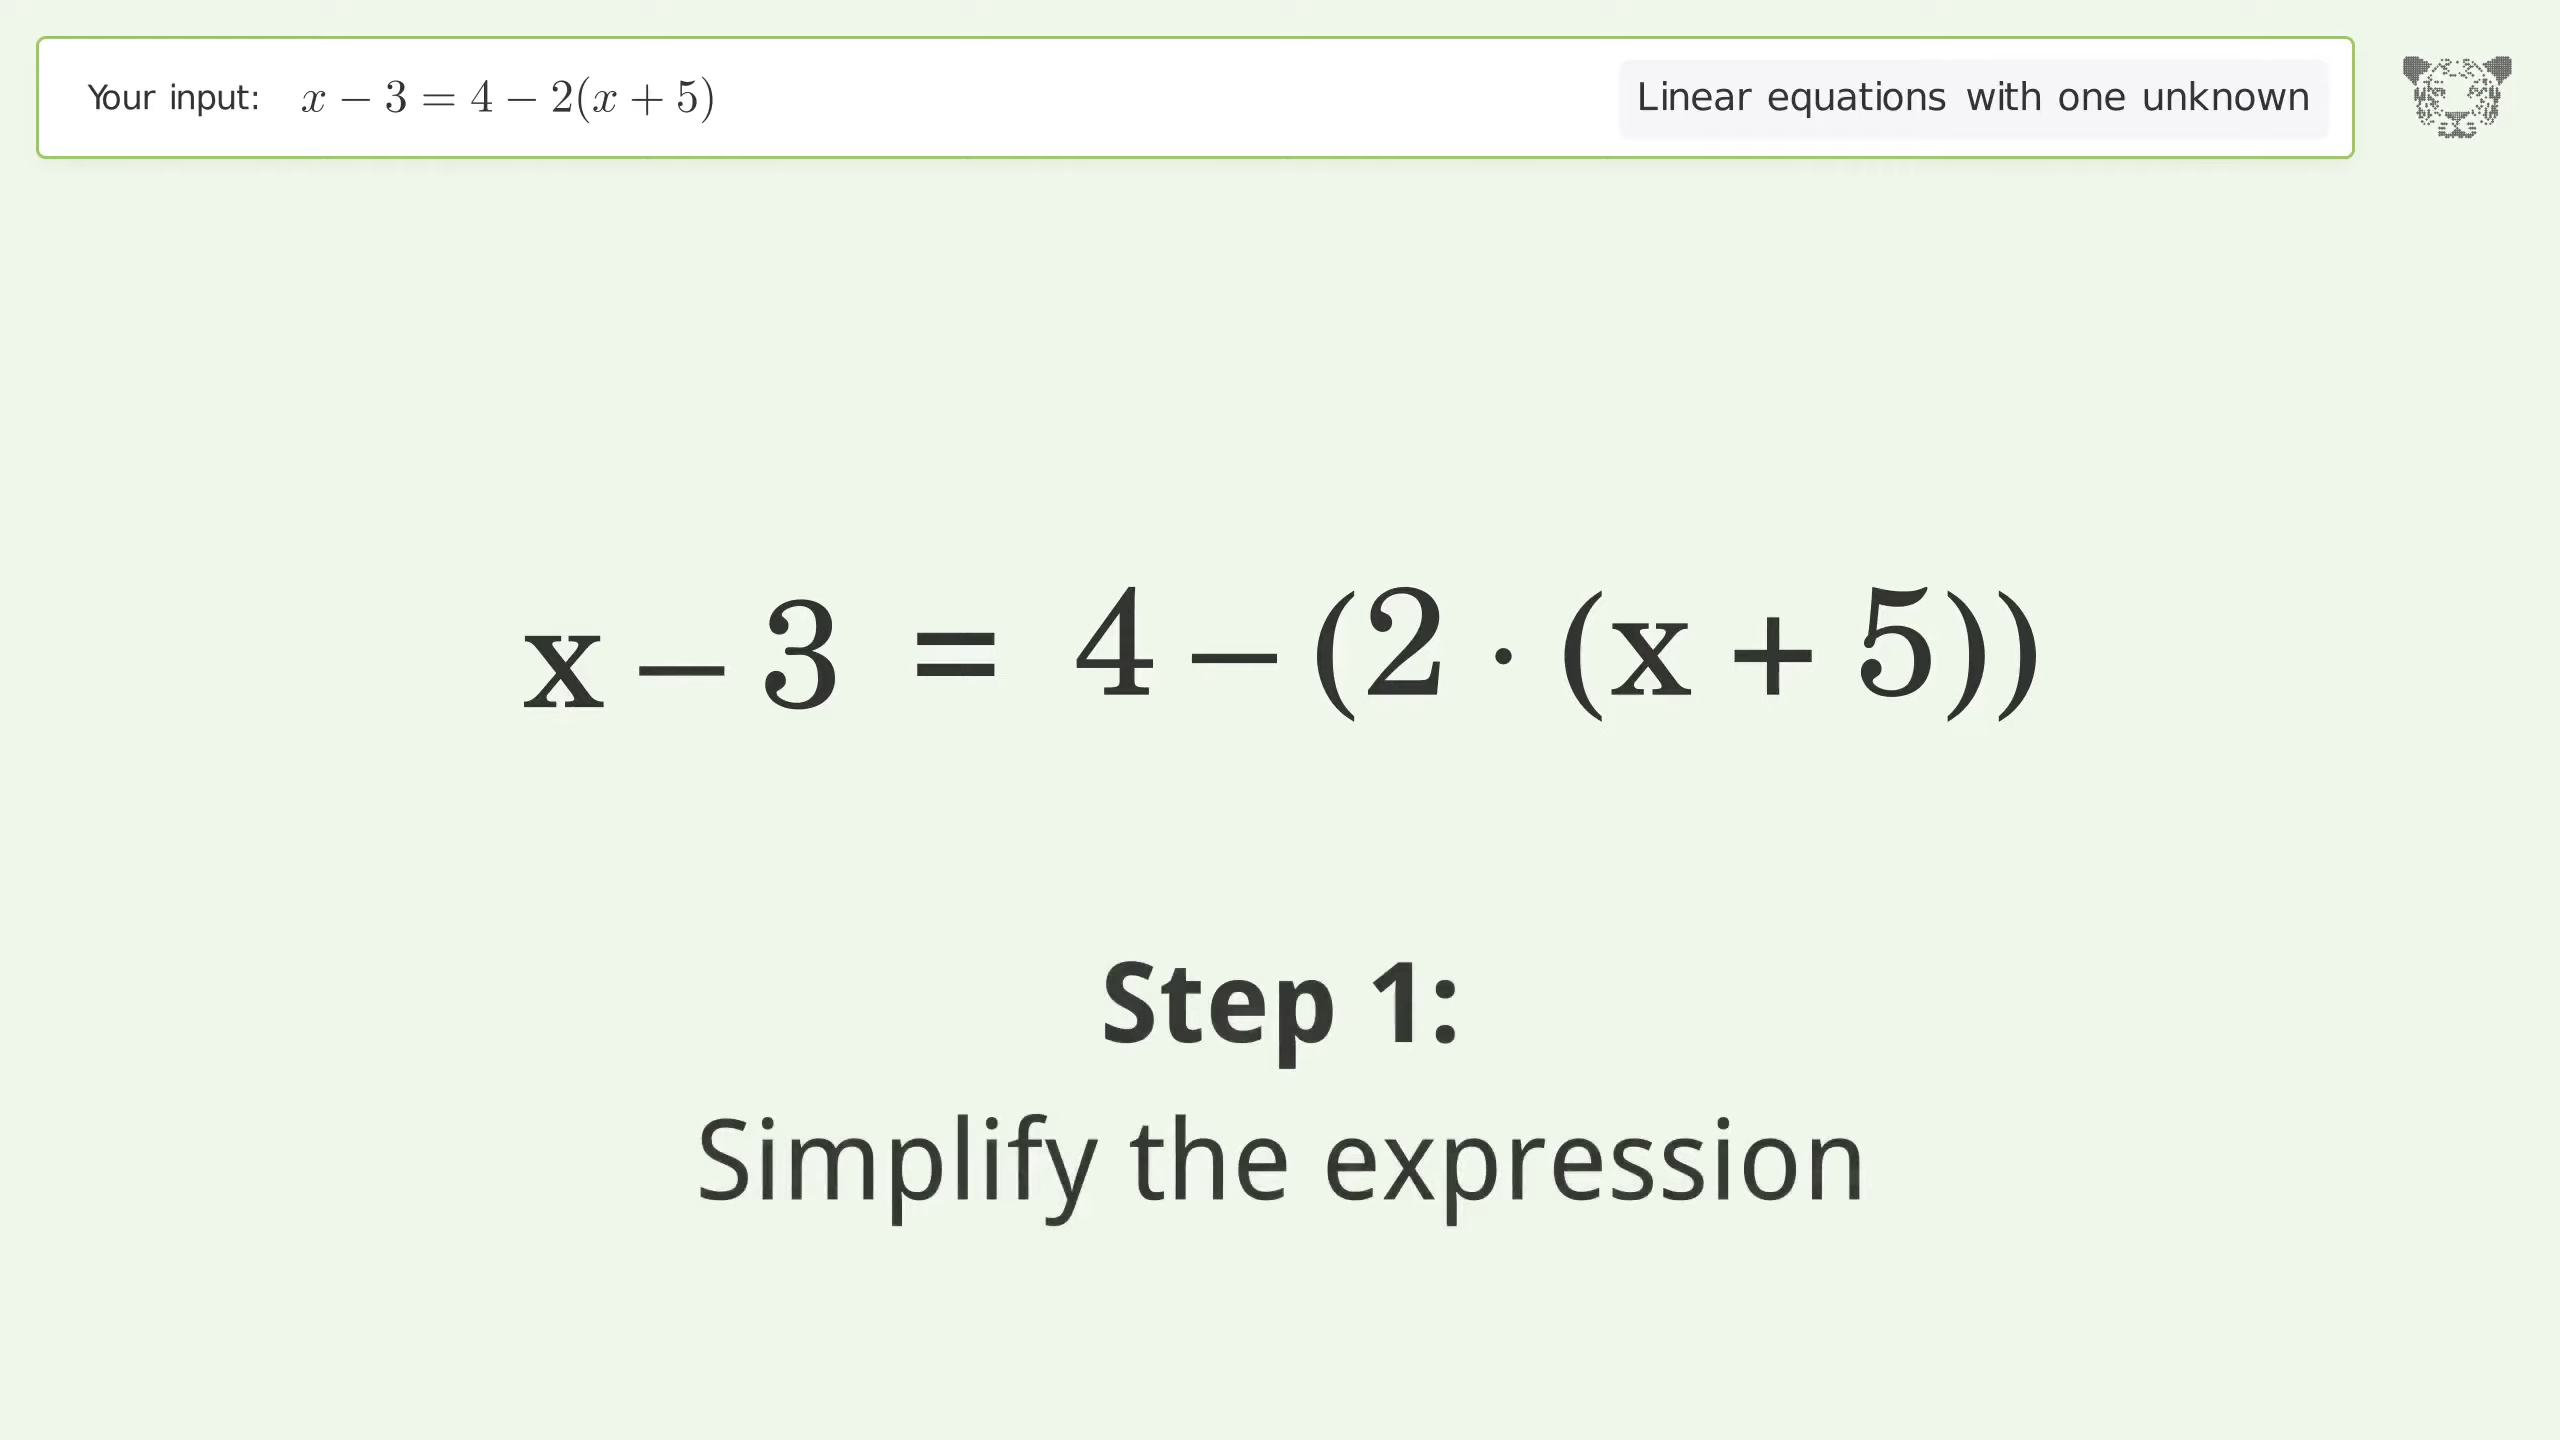 Your input: x − 3 = 4 − 2(x + 5)
Linear equations with one unknown
x − 3 = 4 − (2 · (x + 5))
Step 1:
Simplify the expression